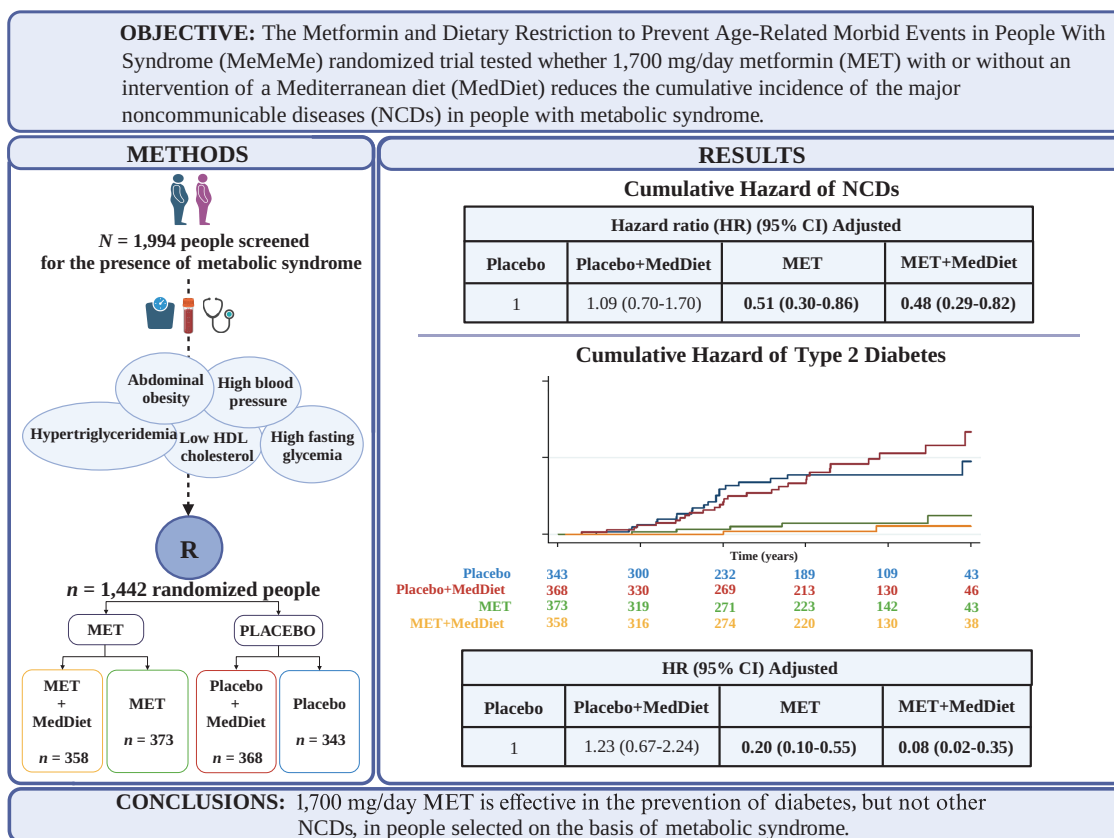 OBJECTIVE: The Metformin and Dietary Restriction to Prevent Age-Related Morbid Events in People With
Syndrome (MeMeMe) randomized trial tested whether 1,700 mg/day metformin (MET) with or without an
intervention of a Mediterranean diet (MedDiet) reduces the cumulative incidence of the major
noncommunicable diseases (NCDs) in people with metabolic syndrome.
METHODS
N = 1,994 people screened
for the presence of metabolic syndrome
Abdominal
obesity
High blood
pressure
Hypertriglyceridemia
Low HDL
cholesterol
High fasting
glycemia
R
n = 1,442 randomized people
MET
PLACEBO
MET
+
MedDiet
n = 358
MET
n = 373
Placebo
+
MedDiet
n = 368
Placebo
n = 343
RESULTS
Cumulative Hazard of NCDs
Hazard ratio (HR) (95% CI) Adjusted
Placebo Placebo+MedDiet MET MET+MedDiet
1 1.09 (0.70-1.70) 0.51 (0.30-0.86) 0.48 (0.29-0.82)
Cumulative Hazard of Type 2 Diabetes
Time (years)
Placebo 343 300 232 189 109 43
Placebo+MedDiet 368 330 269 213 130 46
MET 373 319 271 223 142 43
MET+MedDiet 358 316 274 220 130 38
HR (95% CI) Adjusted
Placebo Placebo+MedDiet MET MET+MedDiet
1 1.23 (0.67-2.24) 0.20 (0.10-0.55) 0.08 (0.02-0.35)
CONCLUSIONS: 1,700 mg/day MET is effective in the prevention of diabetes, but not other
NCDs, in people selected on the basis of metabolic syndrome.